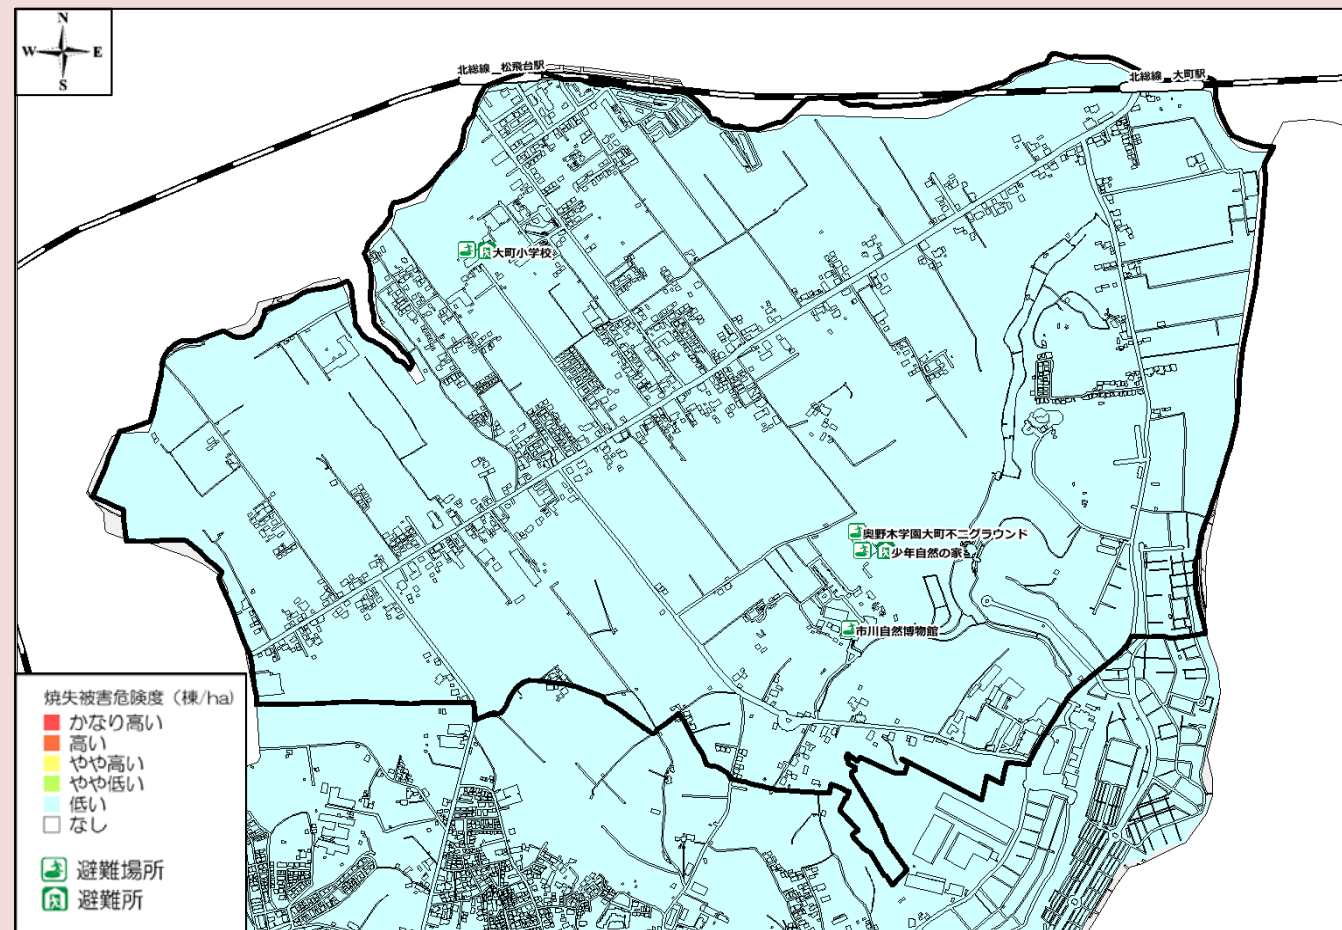 N
W E
S
北総線_松飛台駅
北総線_大町駅
大町小学校
奥野木学園大町不二グラウンド
少年自然の家
市川自然博物館
焼失被害危険度（棟/ha）
かなり高い
高い
やや高い
やや低い
低い
なし
避難場所
避難所